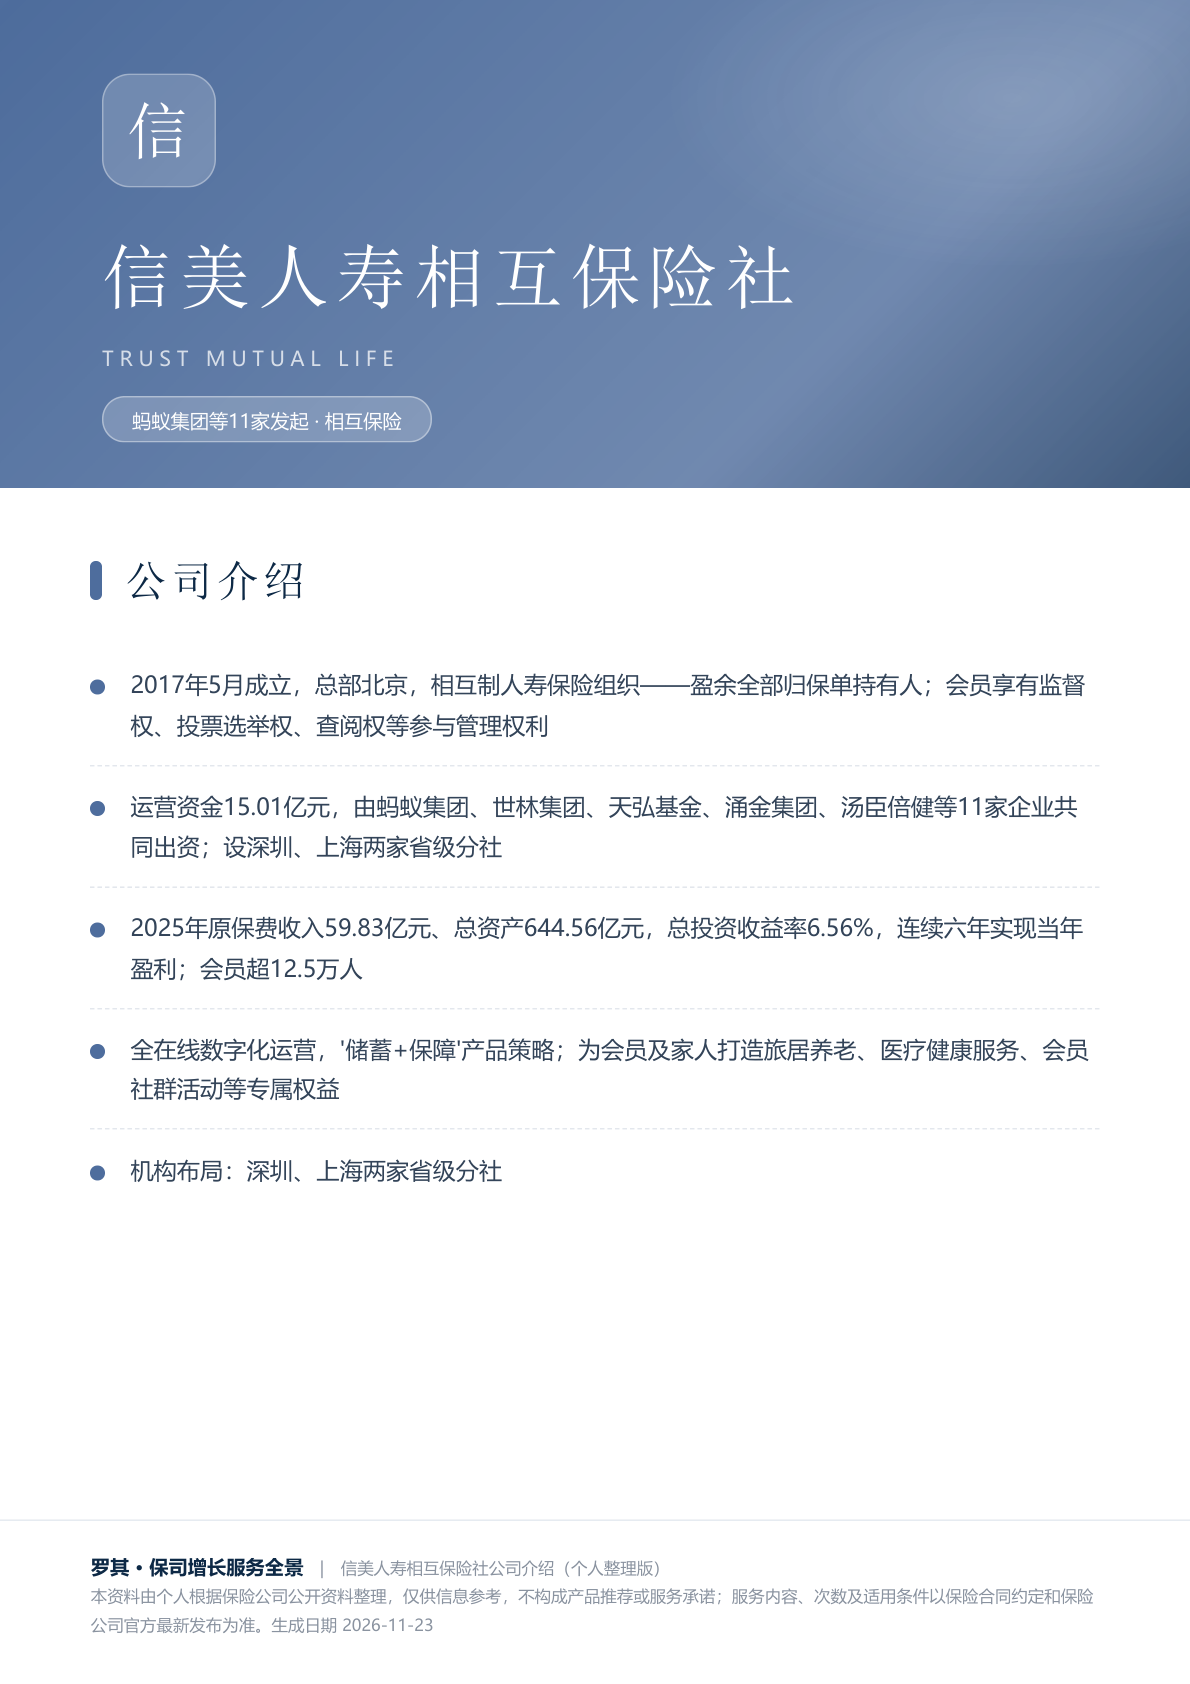 信
信美人寿相互保险社
TRUST MUTUAL LIFE
蚂蚁集团等11家发起 · 相互保险
公司介绍
2017年5月成立，总部北京，相互制人寿保险组织——盈余全部归保单持有人；会员享有监督
权、投票选举权、查阅权等参与管理权利
运营资金15.01亿元，由蚂蚁集团、世林集团、天弘基金、涌金集团、汤臣倍健等11家企业共
同出资；设深圳、上海两家省级分社
2025年原保费收入59.83亿元、总资产644.56亿元，总投资收益率6.56%，连续六年实现当年
盈利；会员超12.5万人
全在线数字化运营，'储蓄+保障'产品策略；为会员及家人打造旅居养老、医疗健康服务、会员
社群活动等专属权益
机构布局：深圳、上海两家省级分社
罗其·保司增长服务全景 | 信美人寿相互保险社公司介绍（个人整理版）
本资料由个人根据保险公司公开资料整理，仅供信息参考，不构成产品推荐或服务承诺；服务内容、次数及适用条件以保险合同约定和保险
公司官方最新发布为准。生成日期 2026-11-23